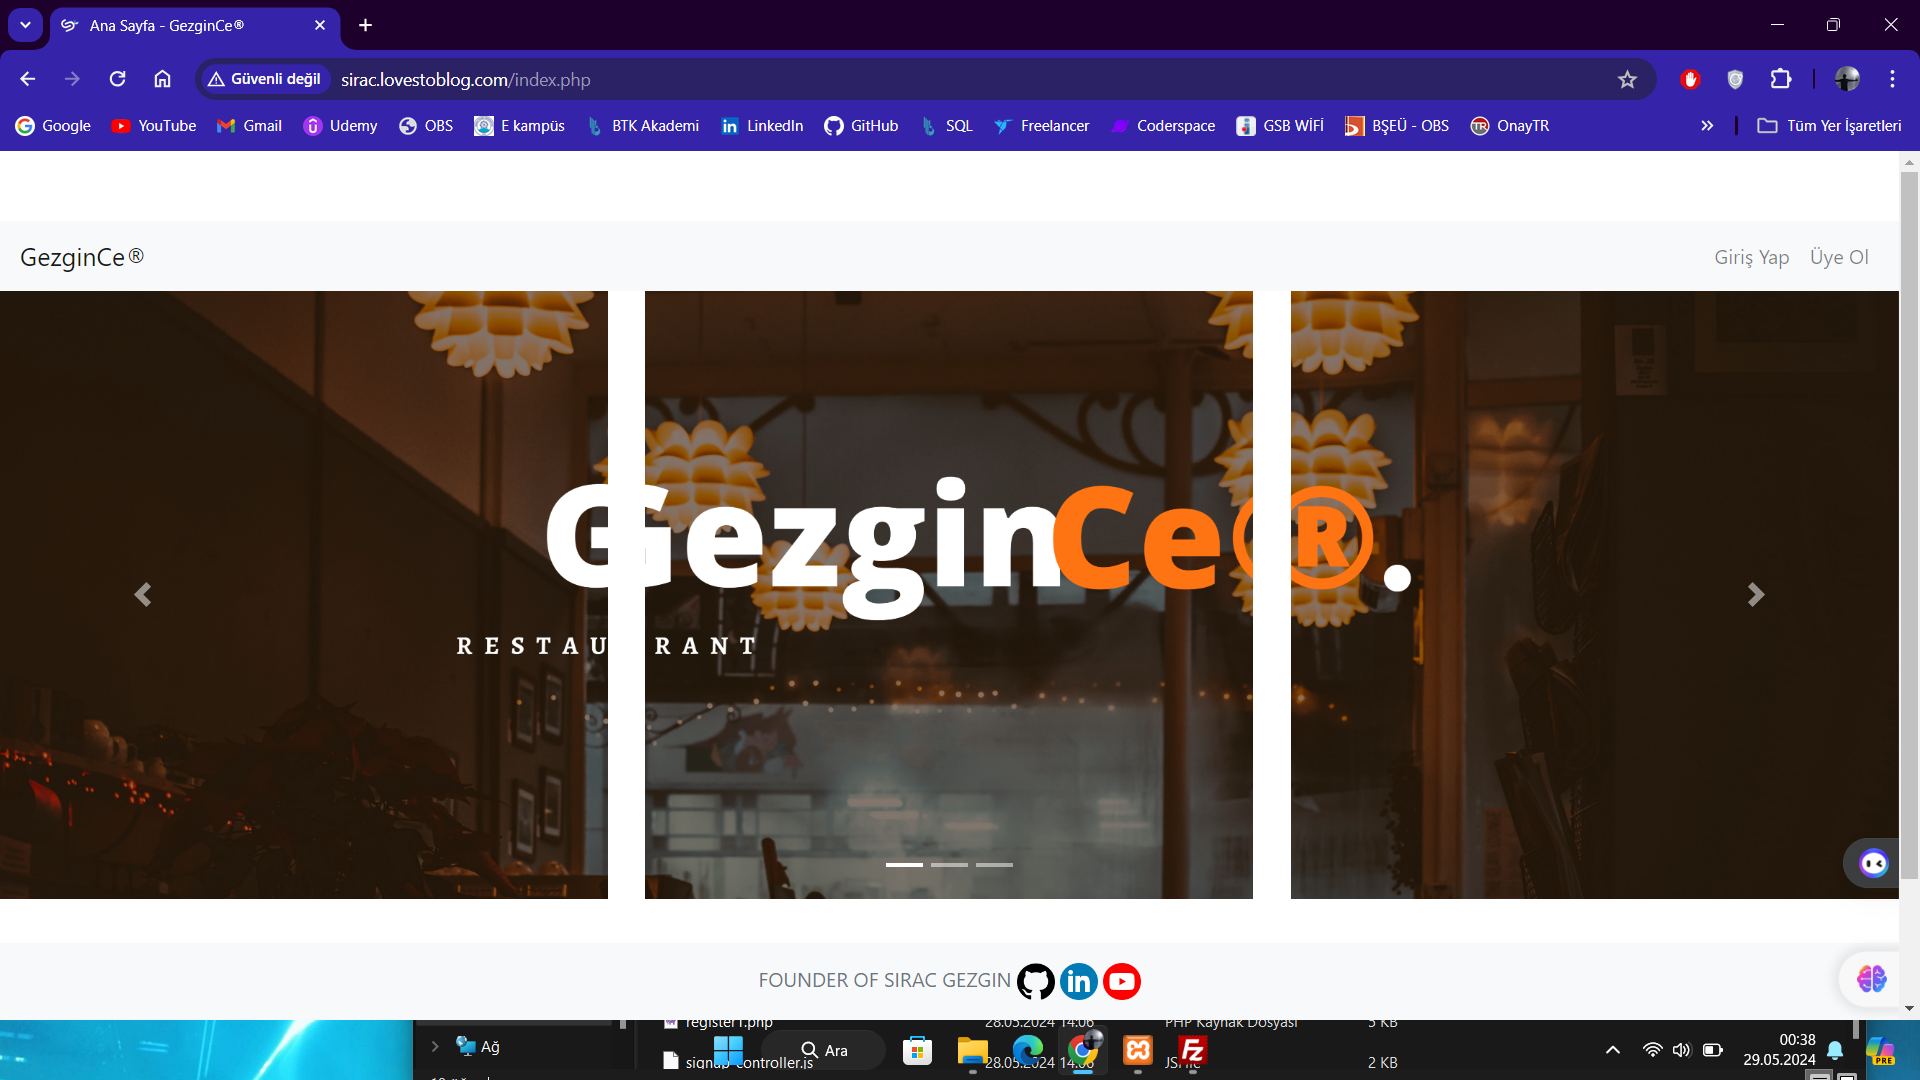 Ana Sayfa - GezginCe®
Güvenli değil sirac.lovestoblog.com/index.php
Google YouTube Gmail Udemy OBS E kampüs BTK Akademi LinkedIn GitHub SQL Freelancer Coderspace GSB WİFİ BŞEÜ - OBS OnayTR Tüm Yer İşaretleri
GezginCe® Giriş Yap Üye Ol
GezginCe®.
RESTAURANT
FOUNDER OF SIRAC GEZGIN
register1.php 28.05.2024 14:06 PHP Kaynak Dosyası 5 KB
Ağ Ara 00:38
signup-controller.js 28.05.2024 14:06 JS File 2 KB 29.05.2024